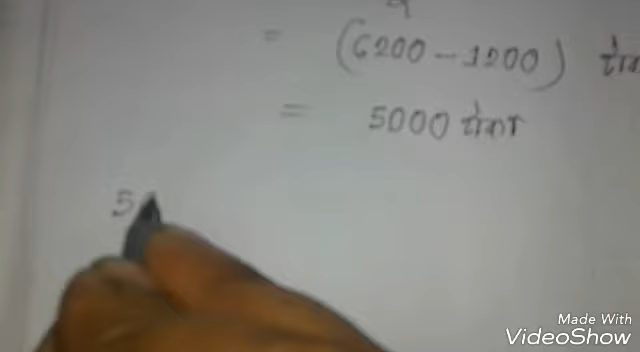 = (6200 - 1200)
= 5000 টাকা
5
Made With
VideoShow